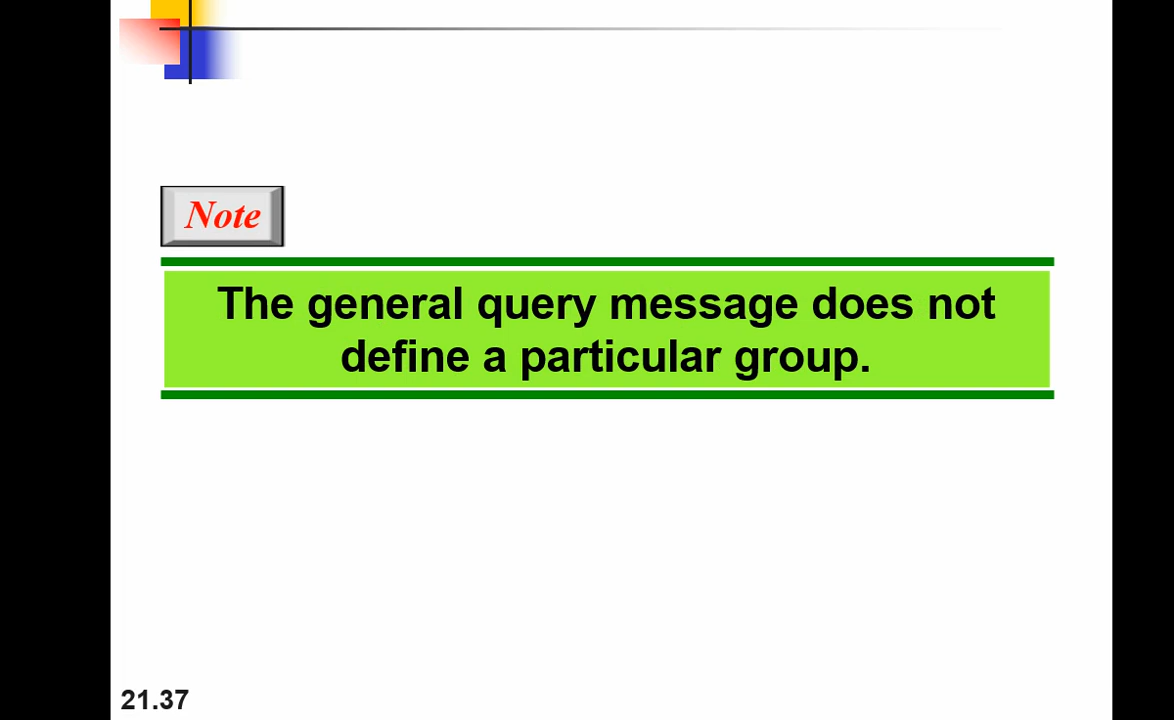 Note
The general query message does not
define a particular group.
21.37